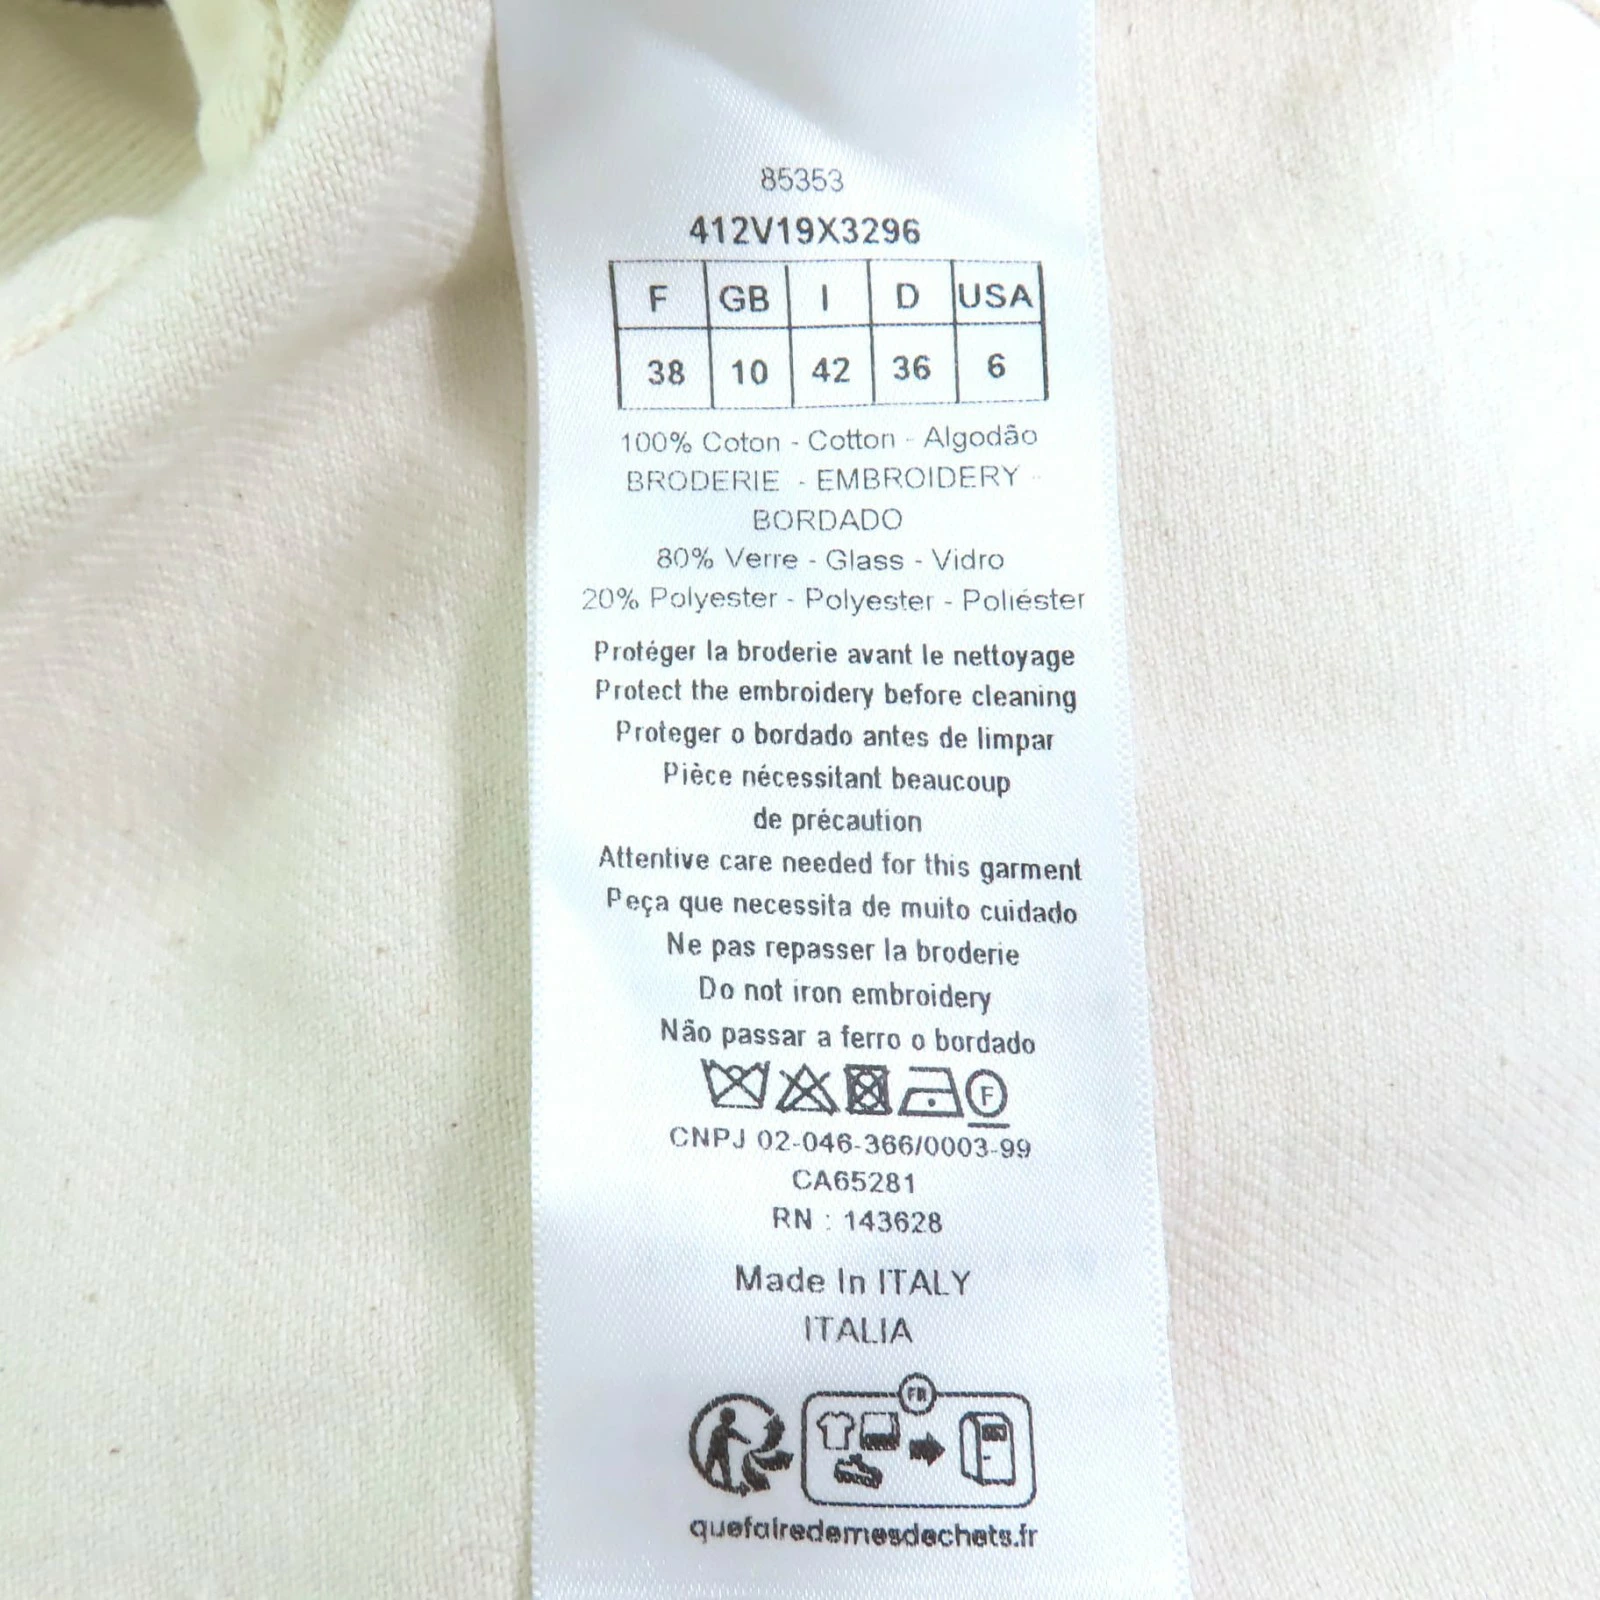 85353
412V19X3296
F GB I D USA
38 10 42 36 6
100% Coton - Cotton - Algodão
BRODERIE - EMBROIDERY -
BORDADO
80% Verre - Glass - Vidro
20% Polyester - Polyester - Poliéster
Protéger la broderie avant le nettoyage
Protect the embroidery before cleaning
Proteger o bordado antes de limpar
Pièce nécessitant beaucoup
de précaution
Attentive care needed for this garment
Peça que necessita de muito cuidado
Ne pas repasser la broderie
Do not iron embroidery
Não passar a ferro o bordado
F
CNPJ 02-046-366/0003-99
CA65281
RN : 143628
Made In ITALY
ITALIA
FR
quefairedemesdechets.fr